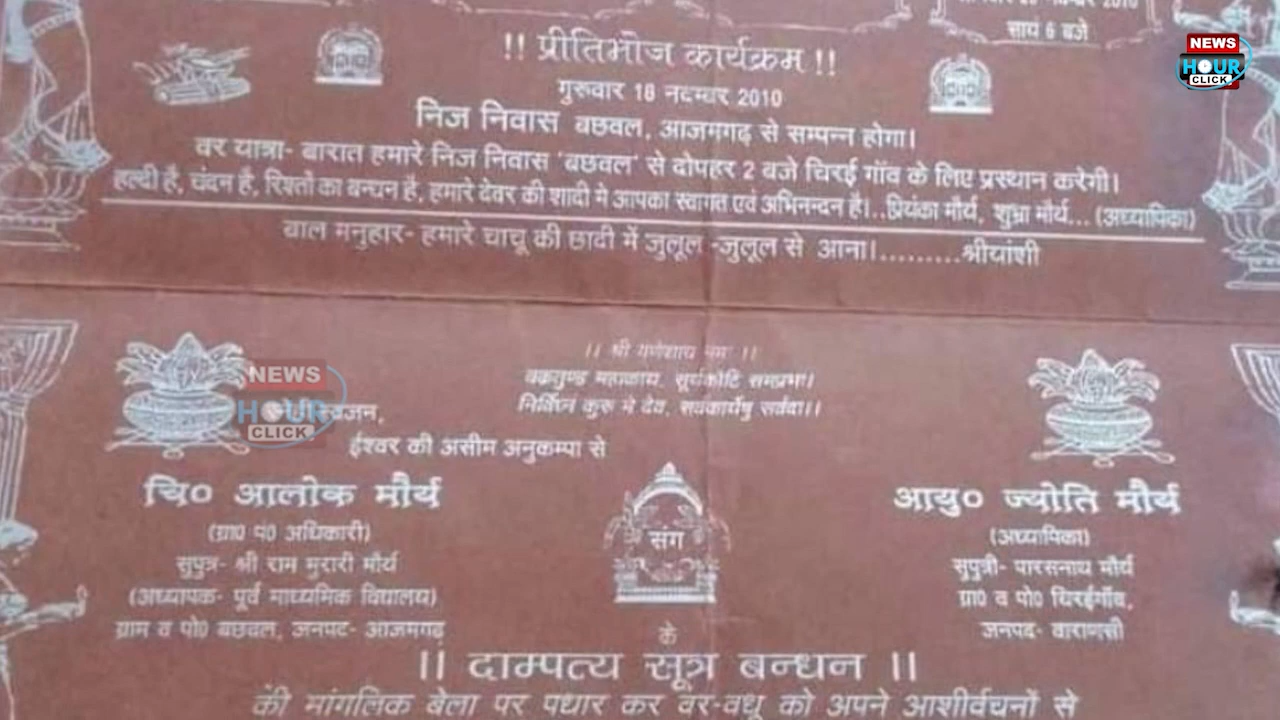 सायं 6 बजे
NEWS
HOUR
CLICK
!! प्रीतिभोज कार्यक्रम !!
गुरुवार 18 नवम्बर 2010
निज निवास बछवल, आजमगढ़ से सम्पन्न होगा।
वर यात्रा- बारात हमारे निज निवास 'बछवल' से दोपहर 2 बजे चिरई गाँव के लिए प्रस्थान करेगी।
हल्दी है, चंदन है, रिश्तो का बन्धन है, हमारे देवर की शादी मे आपका स्वागत एवं अभिनन्दन है।..प्रियंका मौर्य, शुभ्रा मौर्य... (अध्यापिका)
बाल मनुहार- हमारे चाचू की छादी में जुलूल -जुलूल से आना।.........श्रीयांशी
।। श्री गणेशाय नमः ।।
वक्रतुण्ड महाकाय, सूर्यकोटि समप्रभः।
निर्विघ्नं कुरु मे देव, सर्वकार्येषु सर्वदा।।
NEWS
HOUR
CLICK
ईश्वर की असीम अनुकम्पा से
चि० आलोक मौर्य
(ग्रा० पं० अधिकारी)
सुपुत्र- श्री राम मुरारी मौर्य
(अध्यापक- पूर्व माध्यमिक विद्यालय)
ग्राम व पो० बछवल, जनपद- आजमगढ़
संग
आयु० ज्योति मौर्य
(अध्यापिका)
सुपुत्री- पारसनाथ मौर्य
ग्रा० व पो० चिरईगाँव,
जनपद- वाराणसी
के
।। दाम्पत्य सूत्र बन्धन ।।
की मांगलिक बेला पर पधार कर वर-वधू को अपने आशीर्वचनों से